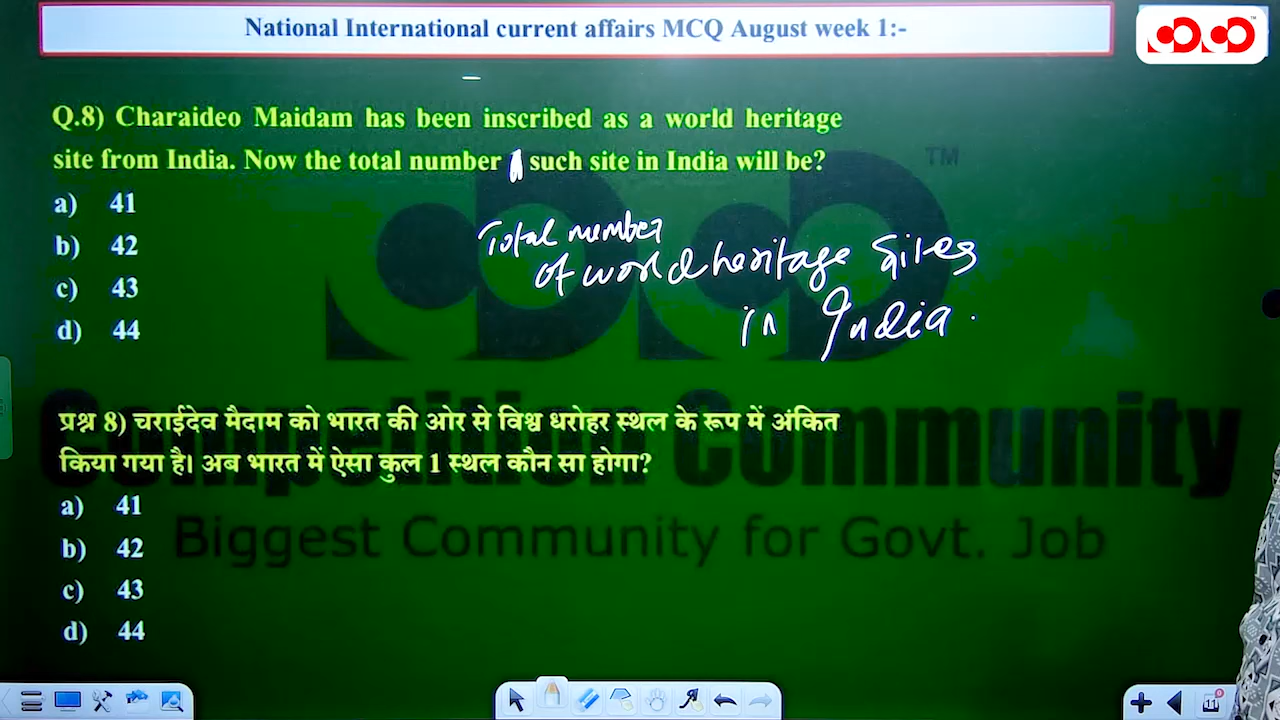 National International current affairs MCQ August week 1:-
Q.8) Charaideo Maidam has been inscribed as a world heritage
site from India. Now the total number such site in India will be?
a) 41
b) 42
c) 43
d) 44
Total number
of world heritage Sites
in India.
प्रश्न 8) चराईदेव मैदाम को भारत की ओर से विश्व धरोहर स्थल के रूप में अंकित
किया गया है। अब भारत में ऐसा कुल 1 स्थल कौन सा होगा?
a) 41
b) 42
c) 43
d) 44
TM
Competition Community
Biggest Community for Govt. Job
11